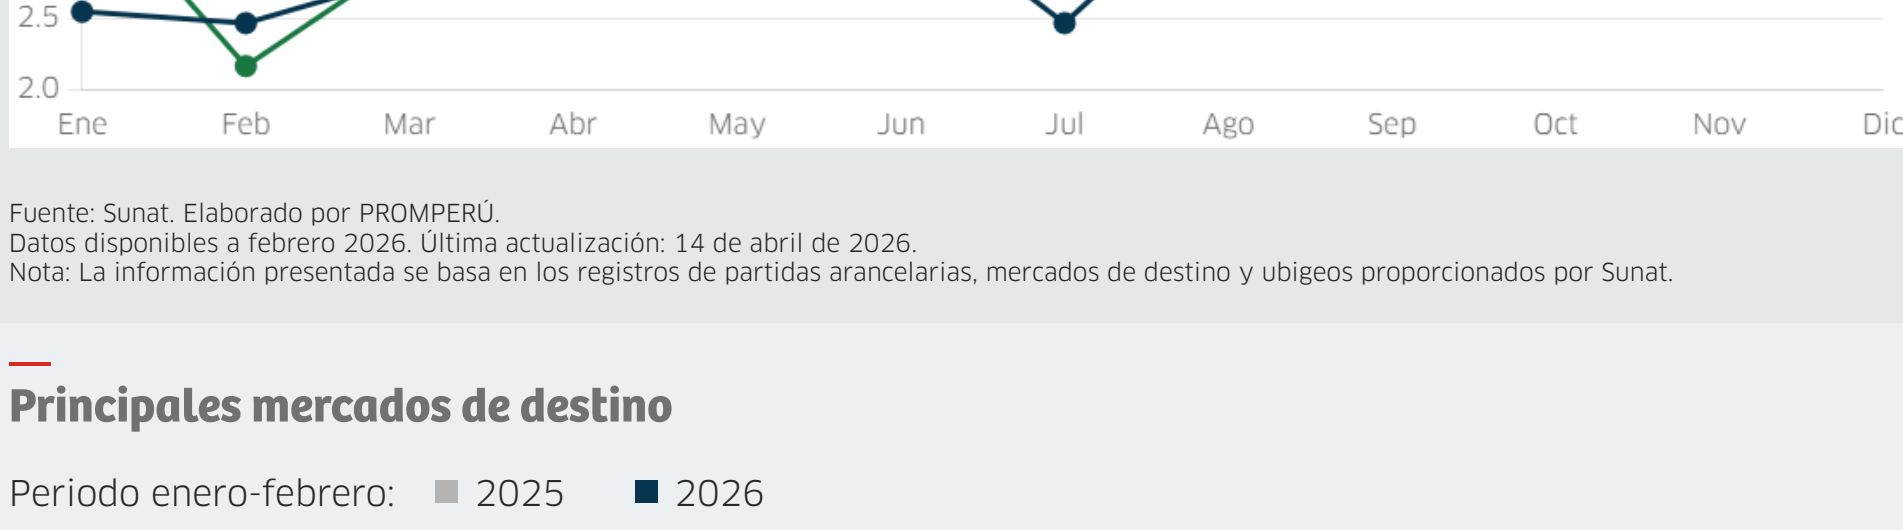 2.5
2.0
Ene Feb Mar Abr May Jun Jul Ago Sep Oct Nov Dic
Fuente: Sunat. Elaborado por PROMPERÚ.
Datos disponibles a febrero 2026. Última actualización: 14 de abril de 2026.
Nota: La información presentada se basa en los registros de partidas arancelarias, mercados de destino y ubigeos proporcionados por Sunat.
Principales mercados de destino
Periodo enero-febrero: 2025 2026